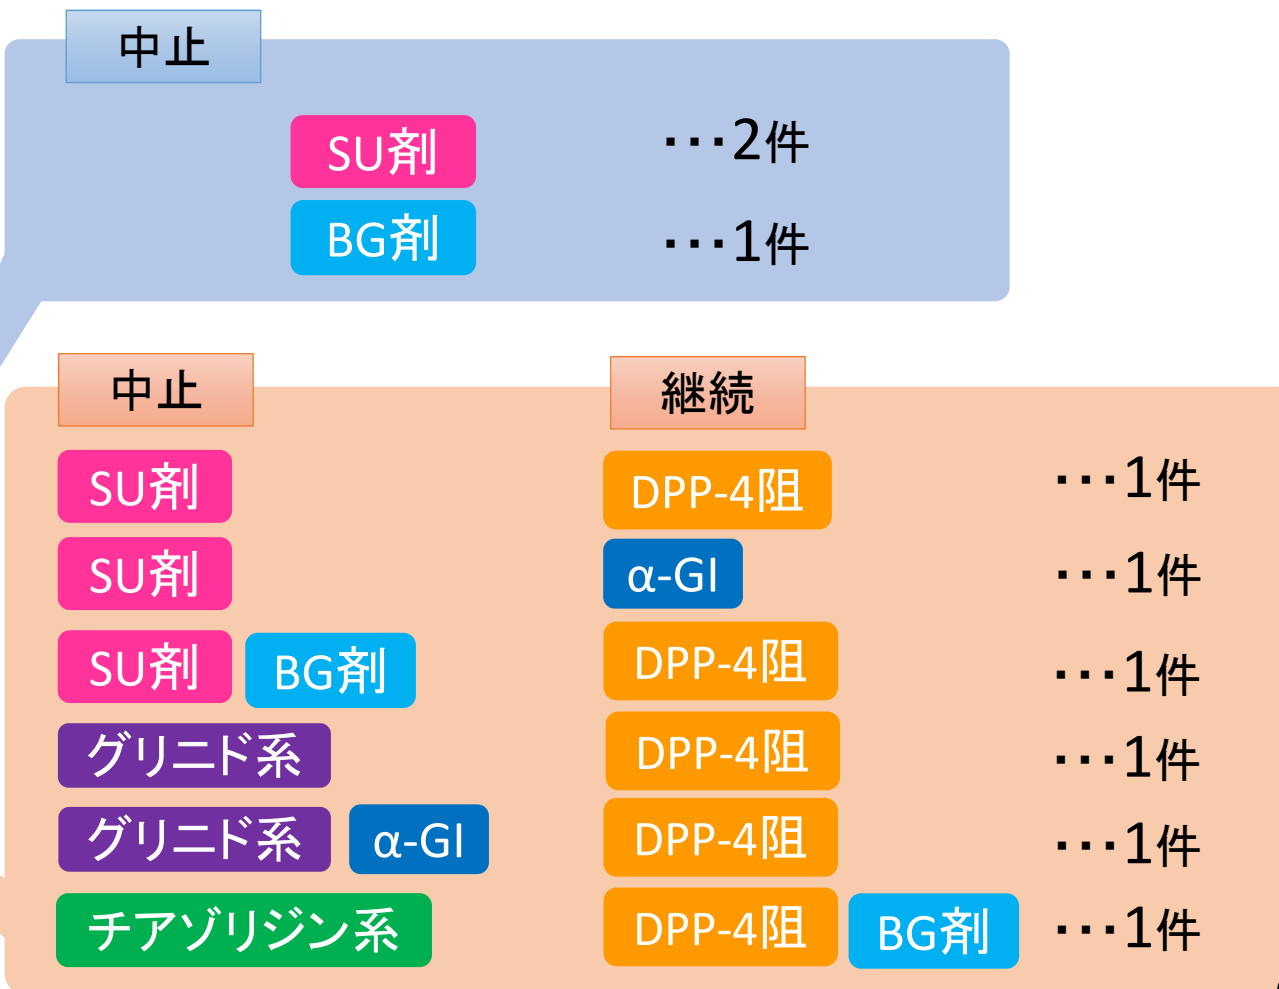 中止
SU剤 ・・・2件
BG剤 ・・・1件
中止 継続
SU剤 DPP-4阻 ・・・1件
SU剤 α-GI ・・・1件
SU剤 BG剤 DPP-4阻 ・・・1件
グリニド系 DPP-4阻 ・・・1件
グリニド系 α-GI DPP-4阻 ・・・1件
チアゾリジン系 DPP-4阻 BG剤 ・・・1件